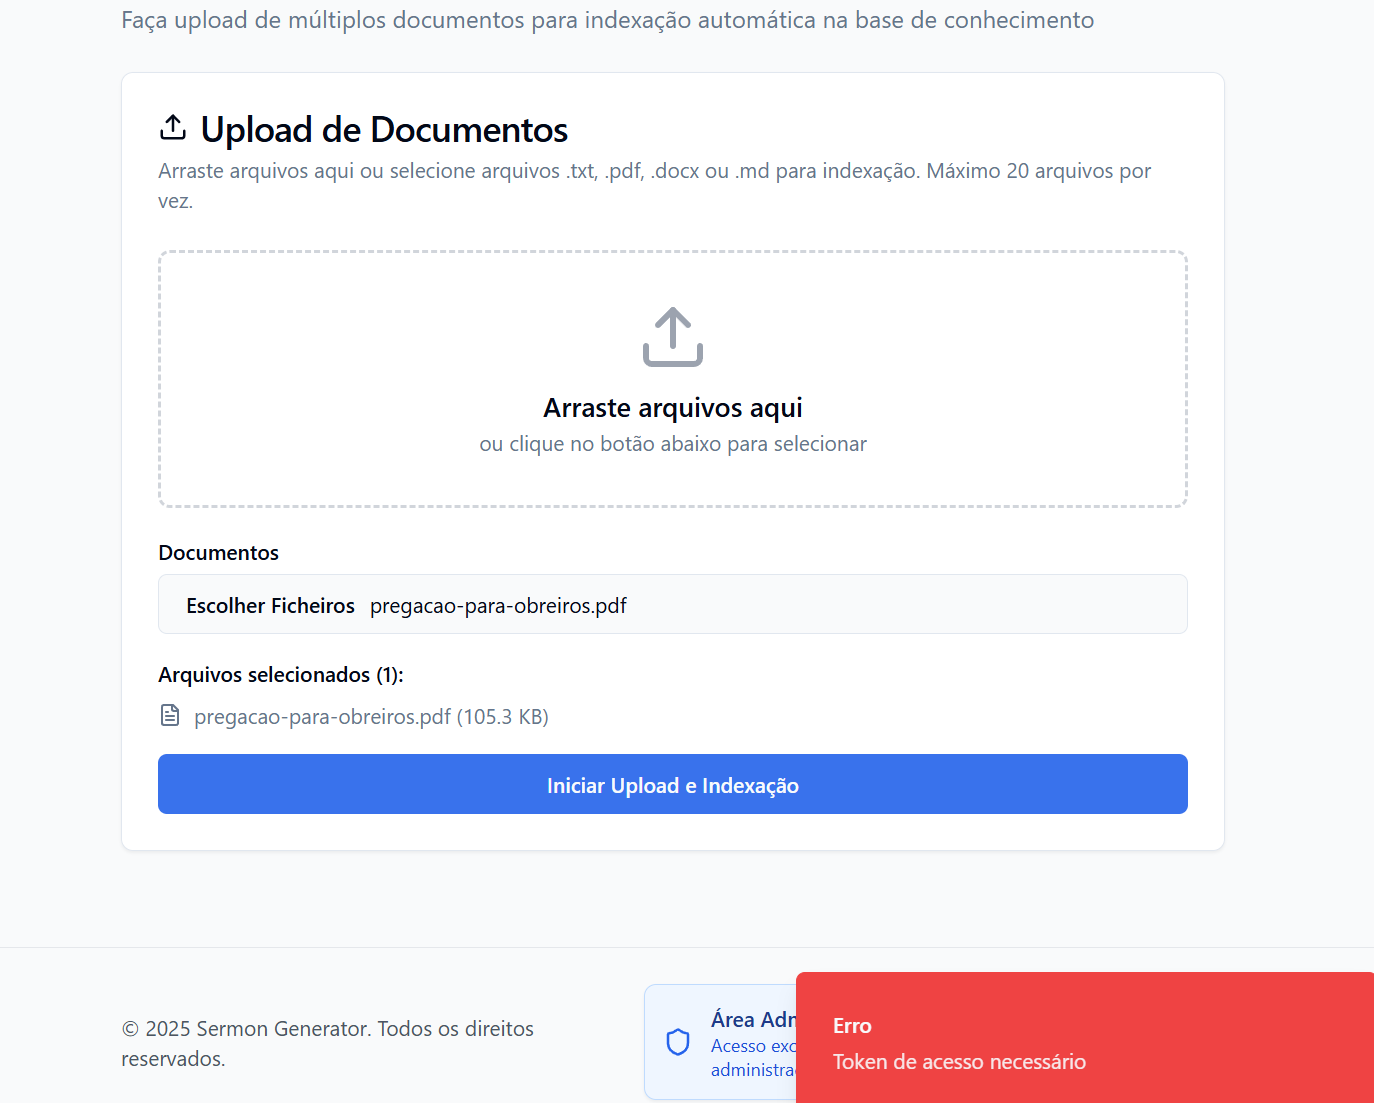 Faça upload de múltiplos documentos para indexação automática na base de conhecimento
Upload de Documentos
Arraste arquivos aqui ou selecione arquivos .txt, .pdf, .docx ou .md para indexação. Máximo 20 arquivos por
vez.
Arraste arquivos aqui
ou clique no botão abaixo para selecionar
Documentos
Escolher Ficheiros pregacao-para-obreiros.pdf
Arquivos selecionados (1):
pregacao-para-obreiros.pdf (105.3 KB)
Iniciar Upload e Indexação
© 2025 Sermon Generator. Todos os direitos
reservados.
Área Adn
Acesso exc
administra
Erro
Token de acesso necessário